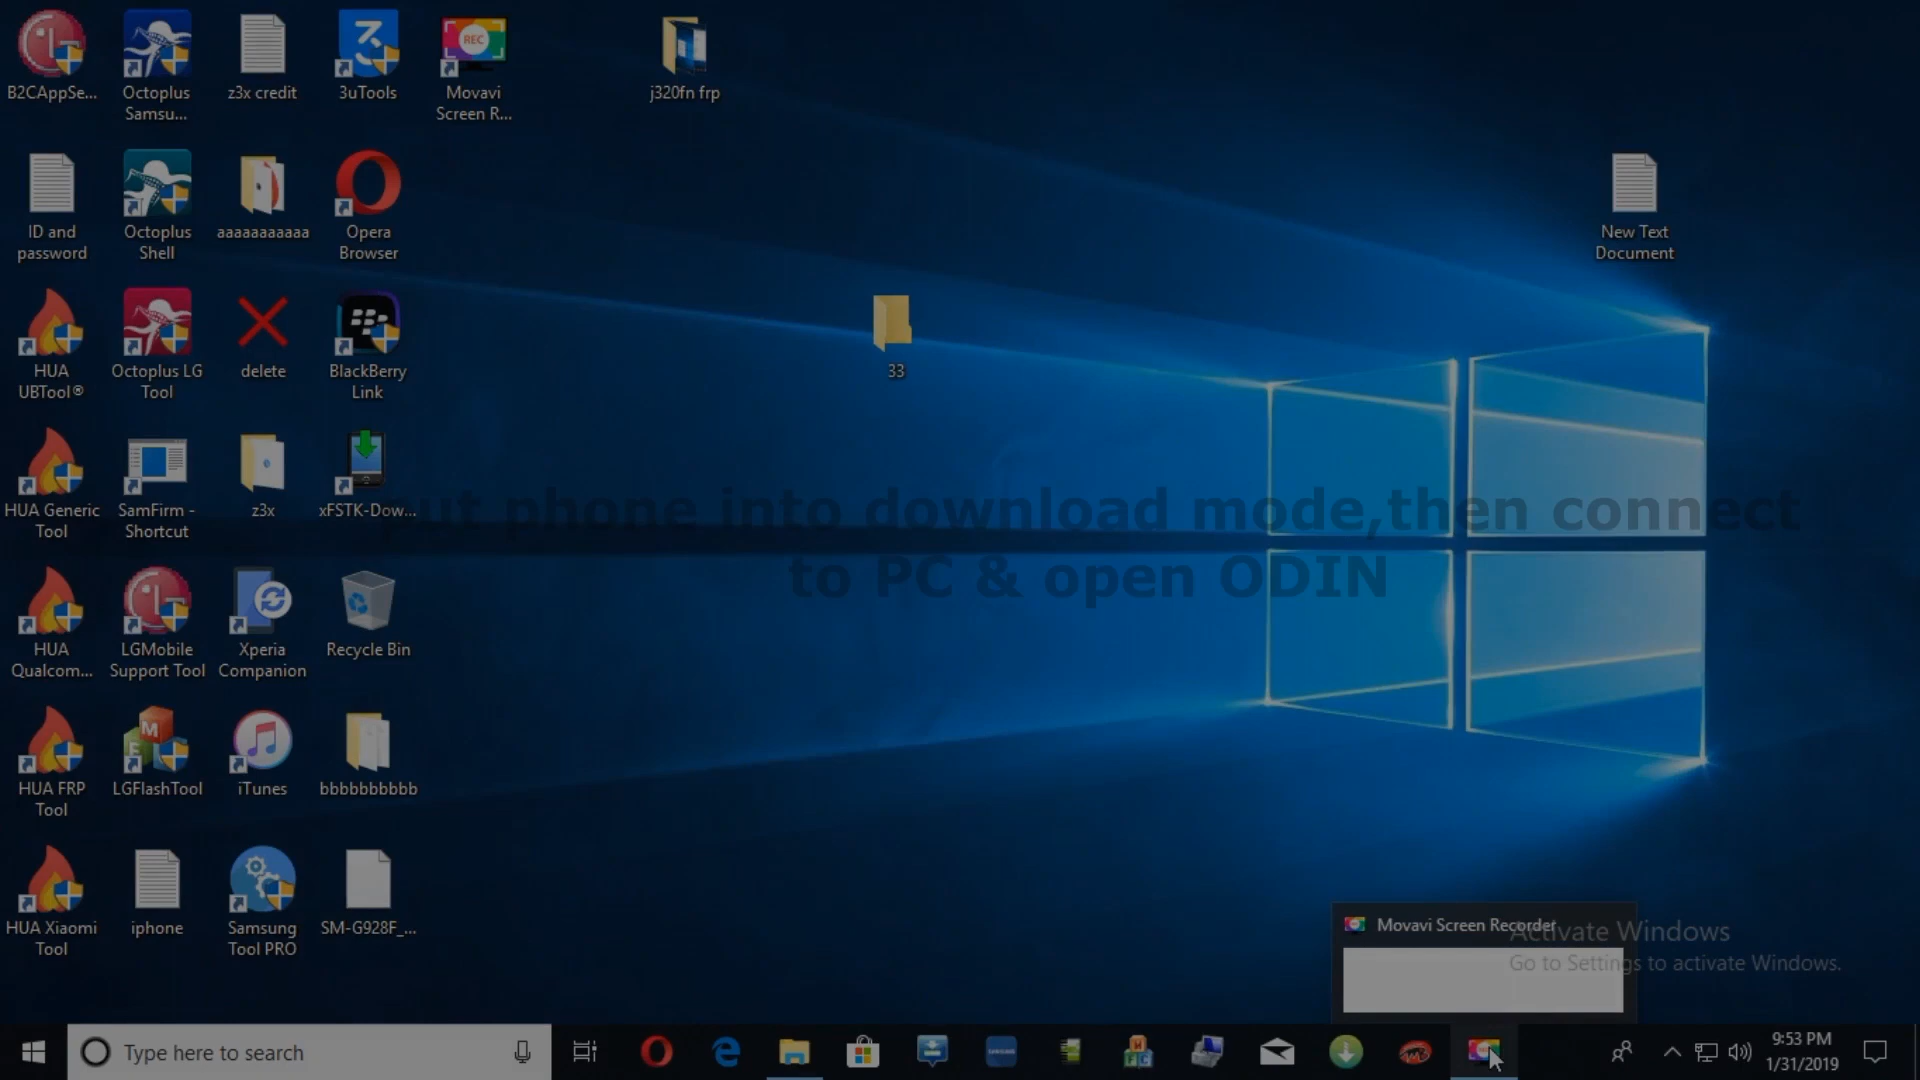 B2CAppSe...
Octoplus
Samsu...
z3x credit
3uTools
REC
Movavi
Screen R...
j320fn frp
ID and
password
Octoplus
Shell
aaaaaaaaaaa
Opera
Browser
New Text
Document
HUA
UBTool®
Octoplus LG
Tool
delete
BlackBerry
Link
33
HUA Generic
Tool
SamFirm -
Shortcut
z3x
xFSTK-Dow...
put phone into download mode,then connect
to PC & open ODIN
HUA
Qualcom...
LGMobile
Support Tool
Xperia
Companion
Recycle Bin
HUA FRP
Tool
LGFlashTool
iTunes
bbbbbbbbbb
HUA Xiaomi
Tool
iphone
Samsung
Tool PRO
SM-G928F_...
Movavi Screen Recorder
Activate Windows
Go to Settings to activate Windows.
Type here to search
9:53 PM
1/31/2019